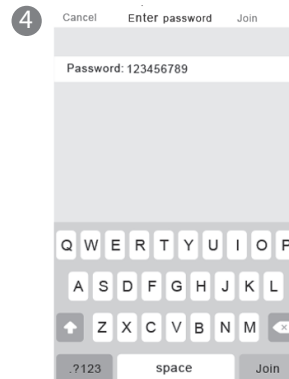 4
Cancel Enter password Join
Password: 123456789
Q W E R T Y U I O P
A S D F G H J K L
Z X C V B N M
.?123 space Join